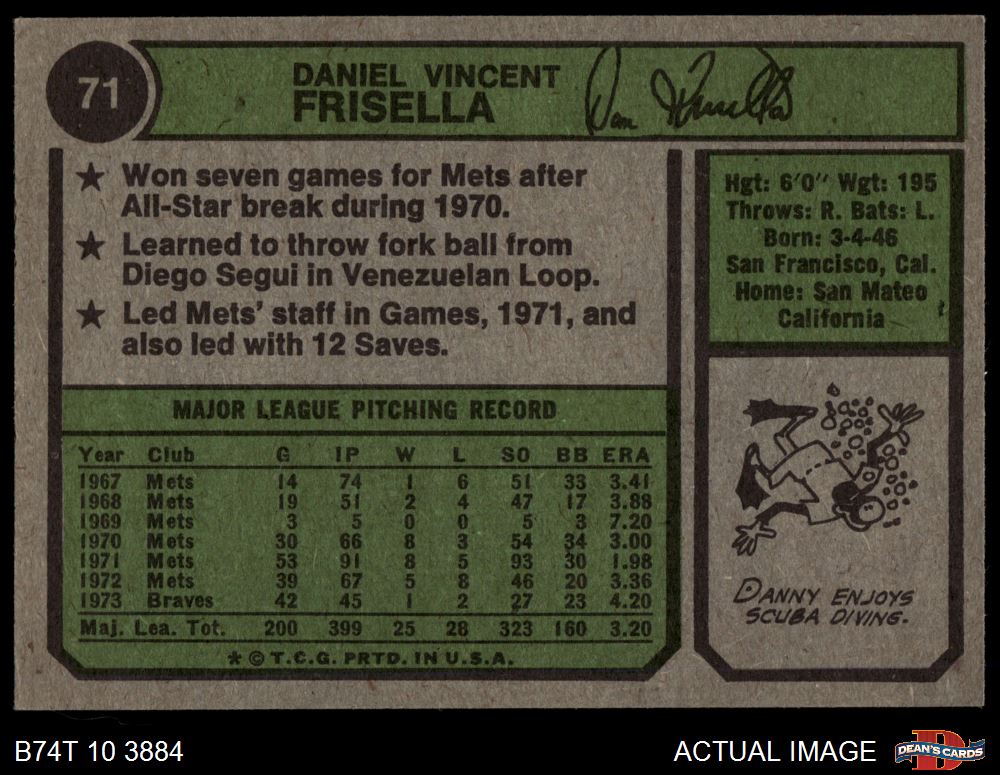 71
DANIEL VINCENT
FRISELLA
Dan Frisella
★ Won seven games for Mets after
All-Star break during 1970.
★ Learned to throw fork ball from
Diego Segui in Venezuelan Loop.
★ Led Mets' staff in Games, 1971, and
also led with 12 Saves.
Hgt: 6'0" Wgt: 195
Throws: R. Bats: L.
Born: 3-4-46
San Francisco, Cal.
Home: San Mateo
California
MAJOR LEAGUE PITCHING RECORD
Year Club G IP W L SO BB ERA
1967 Mets 14 74 1 6 51 33 3.41
1968 Mets 19 51 2 4 47 17 3.88
1969 Mets 3 5 0 0 5 3 7.20
1970 Mets 30 66 8 3 54 34 3.00
1971 Mets 53 91 8 5 93 30 1.98
1972 Mets 39 67 5 8 46 20 3.36
1973 Braves 42 45 1 2 27 23 4.20
Maj. Lea. Tot. 200 399 25 28 323 160 3.20
* © T.C.G. PRTD. IN U.S.A.
DANNY ENJOYS
SCUBA DIVING.
B74T 10 3884
ACTUAL IMAGE
DEAN'S CARDS